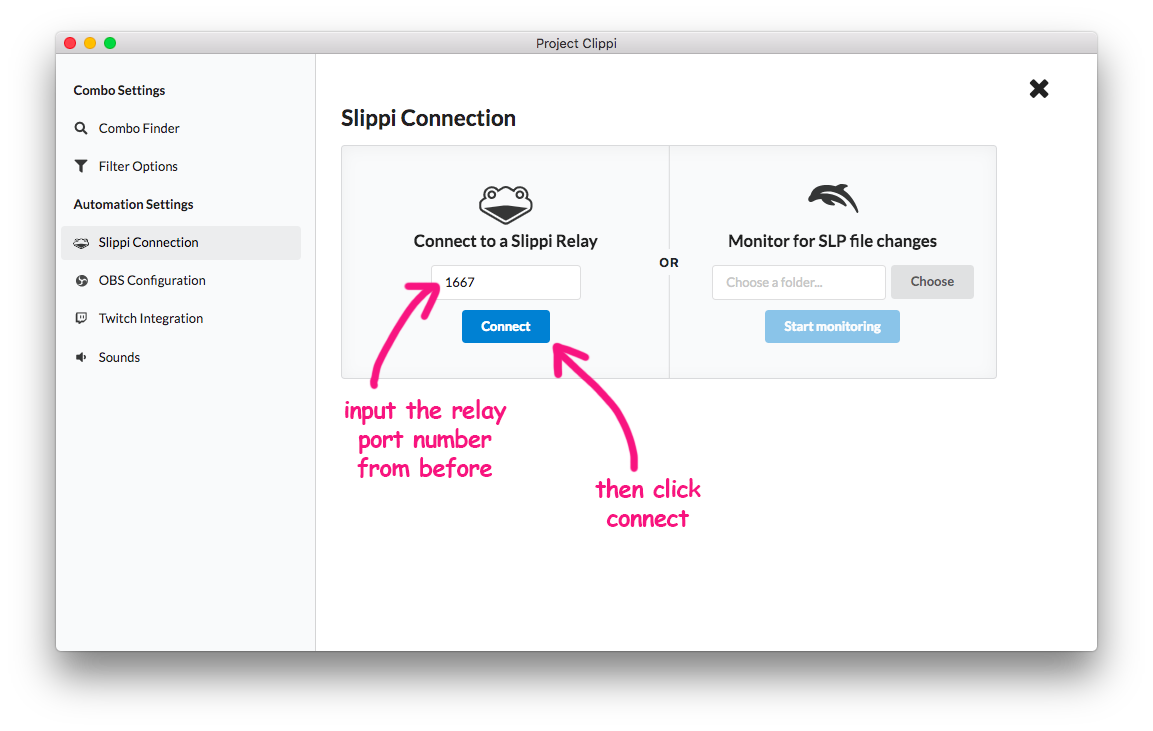 Project Clippi
Combo Settings
Combo Finder
Filter Options
Automation Settings
Slippi Connection
OBS Configuration
Twitch Integration
Sounds
Slippi Connection
Connect to a Slippi Relay
1667
Connect
OR
Monitor for SLP file changes
Choose a folder...
Choose
Start monitoring
input the relay
port number
from before
then click
connect